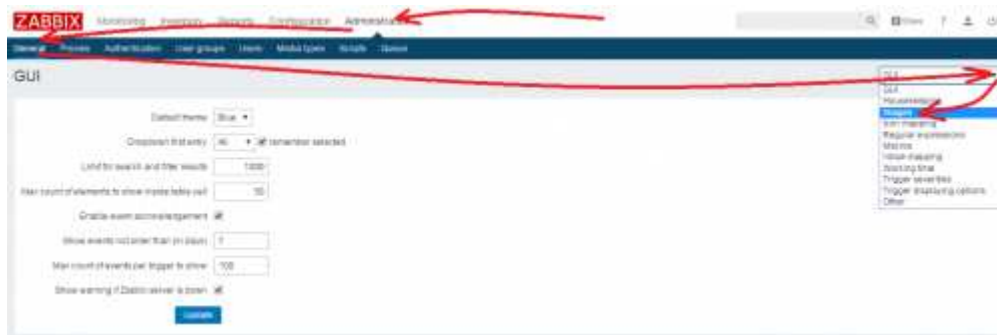 ZABBIX Monitoring Inventory Reports Configuration Administration Share ?
General Proxies Authentication User groups Users Media types Scripts Queue
GUI
GUI
GUI
Housekeeping
Images
Icon mapping
Regular expressions
Macros
Value mapping
Working time
Trigger severities
Trigger displaying options
Other
Default theme Blue
Dropdown first entry All remember selected
Limit for search and filter results 1000
Max count of elements to show inside table cell 50
Enable event acknowledgement
Show events not older than (in days) 7
Max count of events per trigger to show 100
Show warning if Zabbix server is down
Update